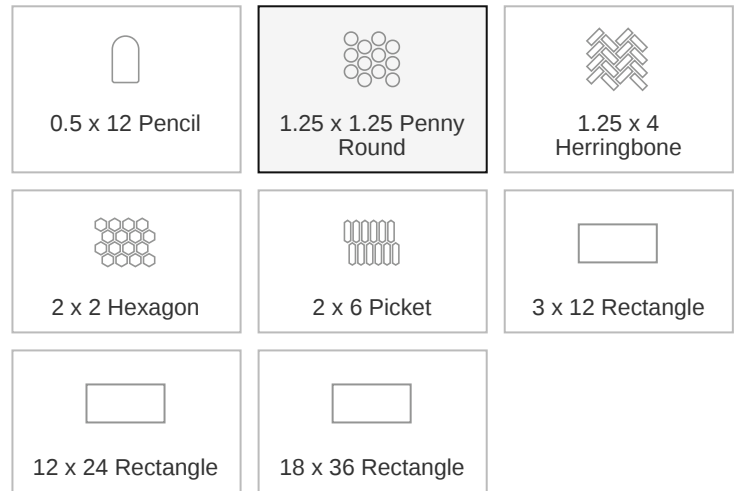 0.5 x 12 Pencil
1.25 x 1.25 Penny
Round
1.25 x 4
Herringbone
2 x 2 Hexagon
2 x 6 Picket
3 x 12 Rectangle
12 x 24 Rectangle
18 x 36 Rectangle